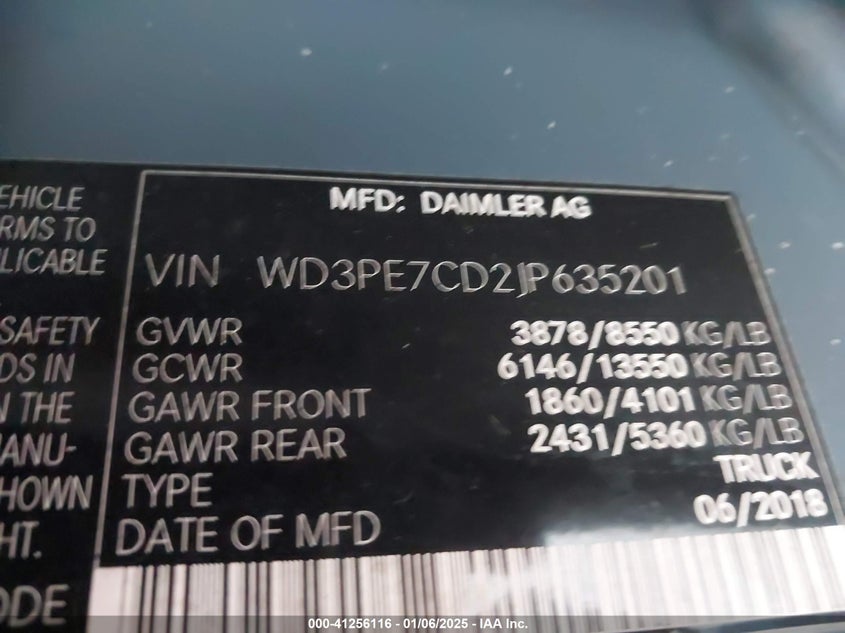 EHICLE
RMS TO
LICABLE
SAFETY
DS IN
N THE
MANU-
HOWN
HT.
ODE
MFD: DAIMLER AG
VIN WD3PE7CD2JP635201
GVWR 3878/8550 KG/LB
GCWR 6146/13550 KG/LB
GAWR FRONT 1860/4101 KG/LB
GAWR REAR 2431/5360 KG/LB
TYPE TRUCK
DATE OF MFD 06/2018
000-41256116 - 01/06/2025 - IAA Inc.